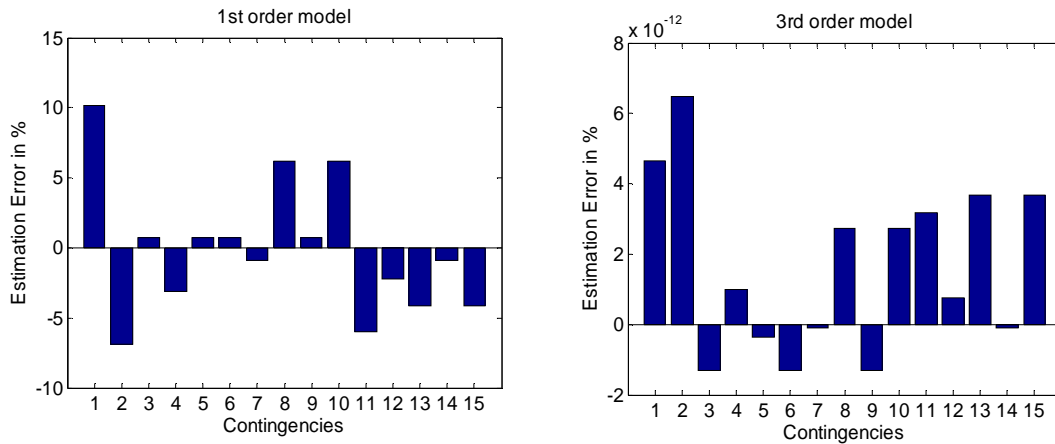 1st order model
15
10
5
0
-5
-10
Estimation Error in %
1 2 3 4 5 6 7 8 9 10 11 12 13 14 15
Contingencies
3rd order model
x 10^-12
8
6
4
2
0
-2
Estimation Error in %
1 2 3 4 5 6 7 8 9 10 11 12 13 14 15
Contingencies